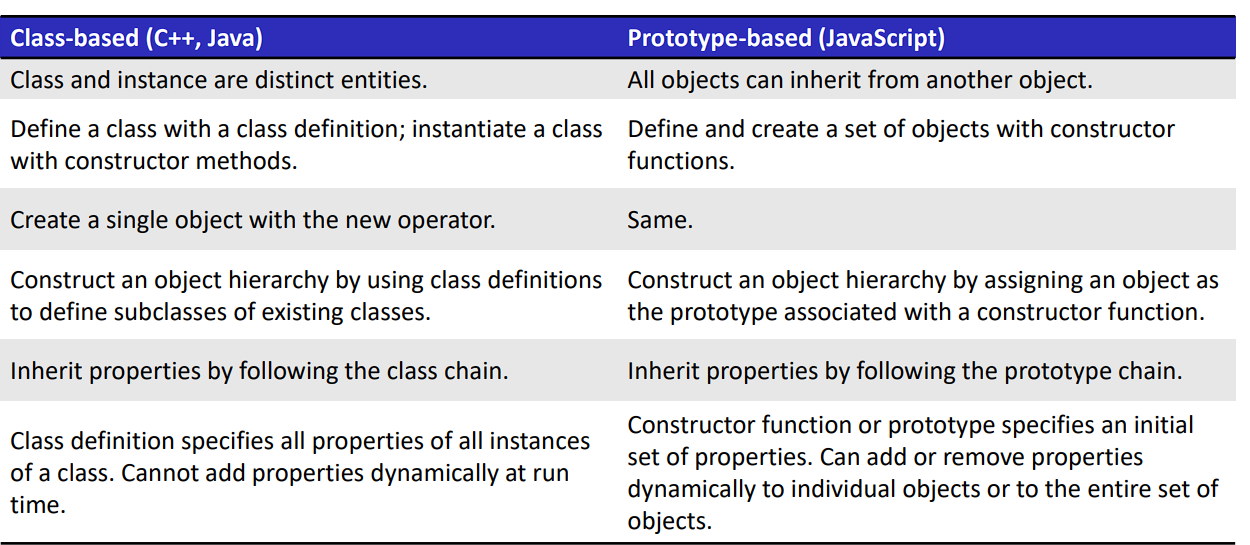 Class-based (C++, Java)
Prototype-based (JavaScript)
Class and instance are distinct entities.
All objects can inherit from another object.
Define a class with a class definition; instantiate a class
with constructor methods.
Define and create a set of objects with constructor
functions.
Create a single object with the new operator.
Same.
Construct an object hierarchy by using class definitions
to define subclasses of existing classes.
Construct an object hierarchy by assigning an object as
the prototype associated with a constructor function.
Inherit properties by following the class chain.
Inherit properties by following the prototype chain.
Class definition specifies all properties of all instances
of a class. Cannot add properties dynamically at run
time.
Constructor function or prototype specifies an initial
set of properties. Can add or remove properties
dynamically to individual objects or to the entire set of
objects.